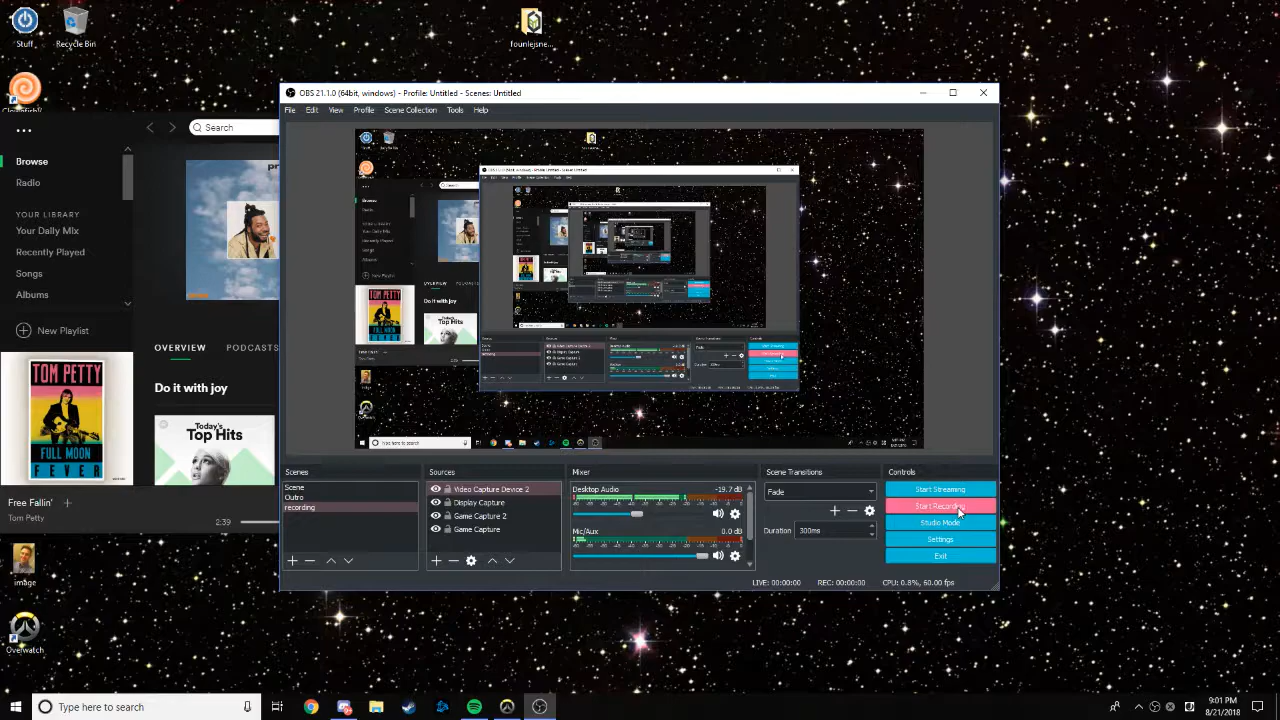 Stuff
Recycle Bin
founlejsne...
OBS 21.1.0 (64bit, windows) - Profile: Untitled - Scenes: Untitled
File Edit View Profile Scene Collection Tools Help
Search
Browse
Radio
YOUR LIBRARY
Your Daily Mix
Recently Played
Songs
Albums
New Playlist
OVERVIEW PODCASTS
Do it with joy
Today's
Top Hits
TOM PETTY
FULL MOON
FEVER
Free Fallin'
Tom Petty
2:39
image
Overwatch
Scenes
Scene
Outro
recording
Sources
Video Capture Device 2
Display Capture
Game Capture 2
Game Capture
Mixer
Desktop Audio -19.7 dB
Mic/Aux 0.0 dB
Scene Transitions
Fade
Duration 300ms
Controls
Start Streaming
Start Recording
Studio Mode
Settings
Exit
LIVE: 00:00:00 REC: 00:00:00 CPU: 0.8%, 60.00 fps
Type here to search
9:01 PM
8/21/2018